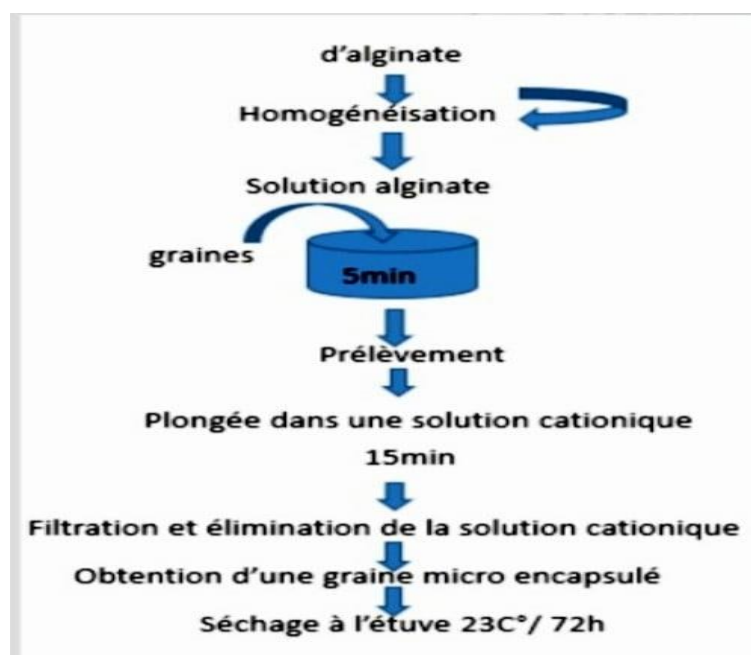 d'alginate
Homogénéisation
Solution alginate
graines
5min
Prélèvement
Plongée dans une solution cationique
15min
Filtration et élimination de la solution cationique
Obtention d'une graine micro encapsulé
Séchage à l'étuve 23C°/ 72h